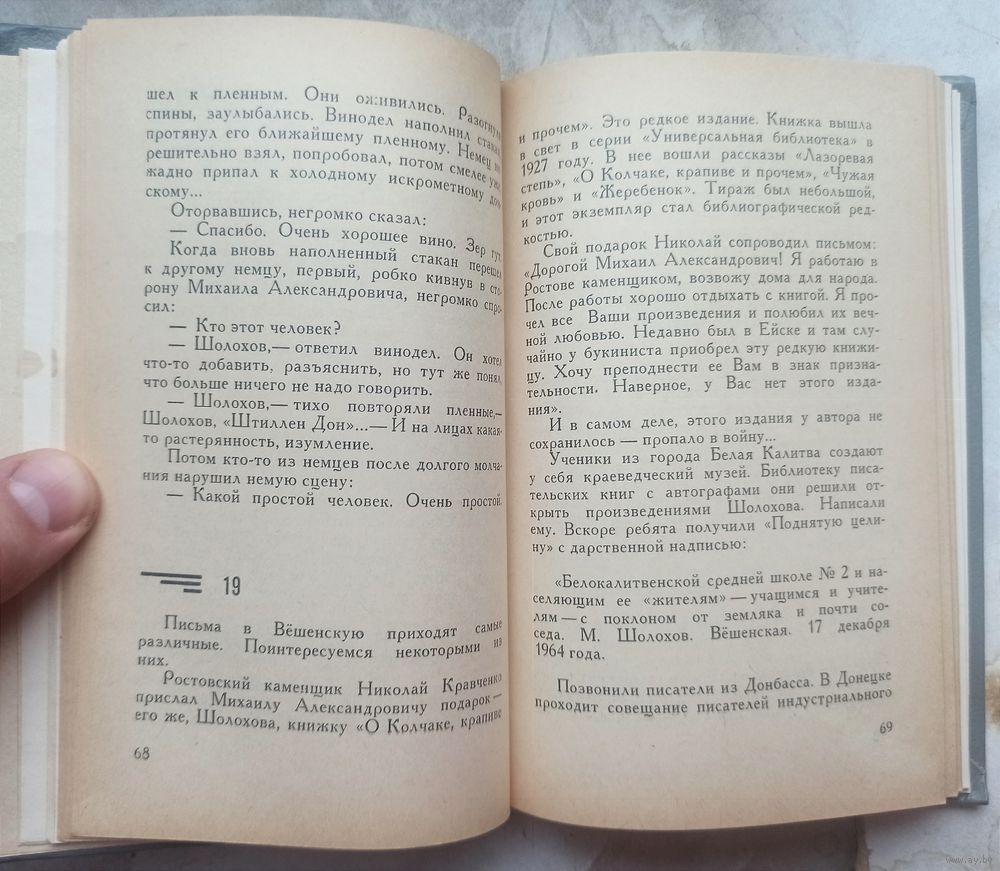 шел к пленным. Они оживились. Разогнули
спины, заулыбались. Винодел наполнил стакан
протянул его ближайшему пленному. Немец не
решительно взял, попробовал, потом смелее уже
жадно припал к холодному искрометному дон
скому...
Оторвавшись, негромко сказал:
— Спасибо. Очень хорошее вино. Зер гут.
Когда вновь наполненный стакан перешел
к другому немцу, первый, робко кивнув в сто-
рону Михаила Александровича, негромко спро-
сил:
— Кто этот человек?
— Шолохов,— ответил винодел. Он хотел
что-то добавить, разъяснить, но тут же понял,
что больше ничего не надо говорить.
— Шолохов,— тихо повторяли пленные,—
Шолохов, «Штиллен Дон»...— И на лицах какая-
то растерянность, изумление.
Потом кто-то из немцев после долгого молча-
ния нарушил немую сцену:
— Какой простой человек. Очень простой.
19
Письма в Вёшенскую приходят самые
различные. Поинтересуемся некоторыми из
них.
Ростовский каменщик Николай Кравченко
прислал Михаилу Александровичу подарок —
его же, Шолохова, книжку «О Колчаке, крапиве
68
и прочем». Это редкое издание. Книжка вышла
в свет в серии «Универсальная библиотека» в
1927 году. В нее вошли рассказы «Лазоревая
степь», «О Колчаке, крапиве и прочем», «Чужая
кровь» и «Жеребенок». Тираж был небольшой,
и этот экземпляр стал библиографической ред-
костью.
Свой подарок Николай сопроводил письмом:
«Дорогой Михаил Александрович! Я работаю в
Ростове каменщиком, возвожу дома для народа.
После работы хорошо отдыхать с книгой. Я про-
чел все Ваши произведения и полюбил их веч-
ной любовью. Недавно был в Ейске и там слу-
чайно у букиниста приобрел эту редкую книжи-
цу. Хочу преподнести ее Вам в знак призна-
тельности. Наверное, у Вас нет этого изда-
ния».
И в самом деле, этого издания у автора не
сохранилось — пропало в войну...
Ученики из города Белая Калитва создают
у себя краеведческий музей. Библиотеку писа-
тельских книг с автографами они решили от-
крыть произведениями Шолохова. Написали
ему. Вскоре ребята получили «Поднятую цели-
ну» с дарственной надписью:
«Белокалитвенской средней школе № 2 и на-
селяющим ее «жителям» — учащимся и учите-
лям — с поклоном от земляка и почти со-
седа. М. Шолохов. Вёшенская. 17 декабря
1964 года.
Позвонили писатели из Донбасса. В Донецке
проходит совещание писателей индустриального
69
www.ay.by